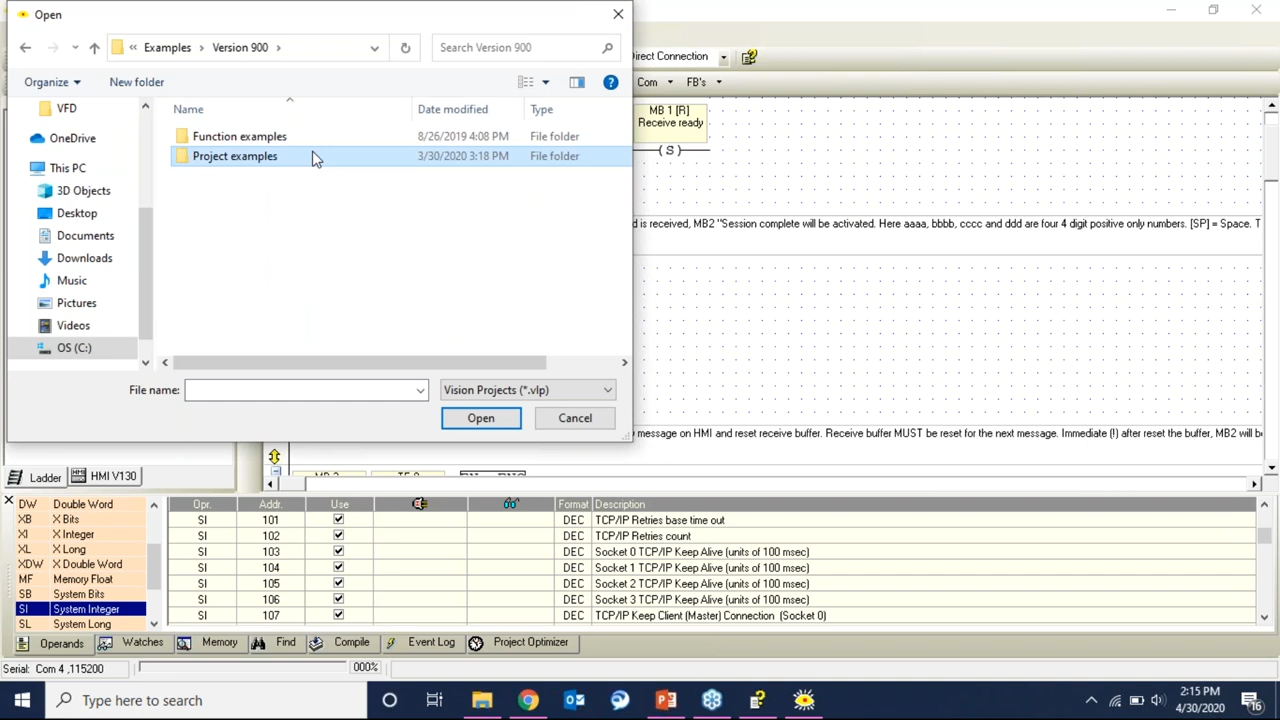 Open
Examples › Version 900 ›
Search Version 900
Organize
New folder
Name
Date modified
Type
VFD
OneDrive
This PC
3D Objects
Desktop
Documents
Downloads
Music
Pictures
Videos
OS (C:)
Function examples 8/26/2019 4:08 PM File folder
Project examples 3/30/2020 3:18 PM File folder
File name:
Vision Projects (*.vlp)
Open
Cancel
irect Connection
Com
FB's
MB 1 [R]
Receive ready
( S )
d is received, MB2 "Session complete will be activated. Here aaaa, bbbb, cccc and ddd are four 4 digit positive only numbers. [SP] = Space. T
message on HMI and reset receive buffer. Receive buffer MUST be reset for the next message. Immediate (!) after reset the buffer, MB2 will b
Ladder
HMI V130
DW Double Word
XB X Bits
XI X Integer
XL X Long
XDW X Double Word
MF Memory Float
SB System Bits
SI System Integer
SL System Long
Opr. Addr. Use Format Description
SI 101 DEC TCP/IP Retries base time out
SI 102 DEC TCP/IP Retries count
SI 103 DEC Socket 0 TCP/IP Keep Alive (units of 100 msec)
SI 104 DEC Socket 1 TCP/IP Keep Alive (units of 100 msec)
SI 105 DEC Socket 2 TCP/IP Keep Alive (units of 100 msec)
SI 106 DEC Socket 3 TCP/IP Keep Alive (units of 100 msec)
SI 107 DEC TCP/IP Keep Client (Master) Connection (Socket 0)
Operands
Watches
Memory
Find
Compile
Event Log
Project Optimizer
Serial: Com 4 ,115200
000%
Type here to search
2:15 PM
4/30/2020
16